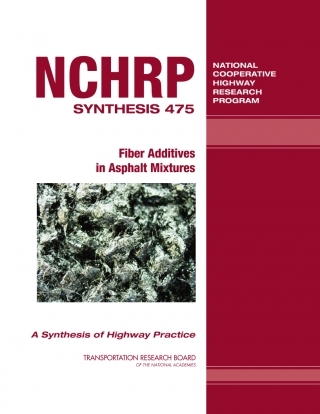 NCHRP
SYNTHESIS 475
NATIONAL
COOPERATIVE
HIGHWAY
RESEARCH
PROGRAM
Fiber Additives
in Asphalt Mixtures
A Synthesis of Highway Practice
TRANSPORTATION RESEARCH BOARD
OF THE NATIONAL ACADEMIES